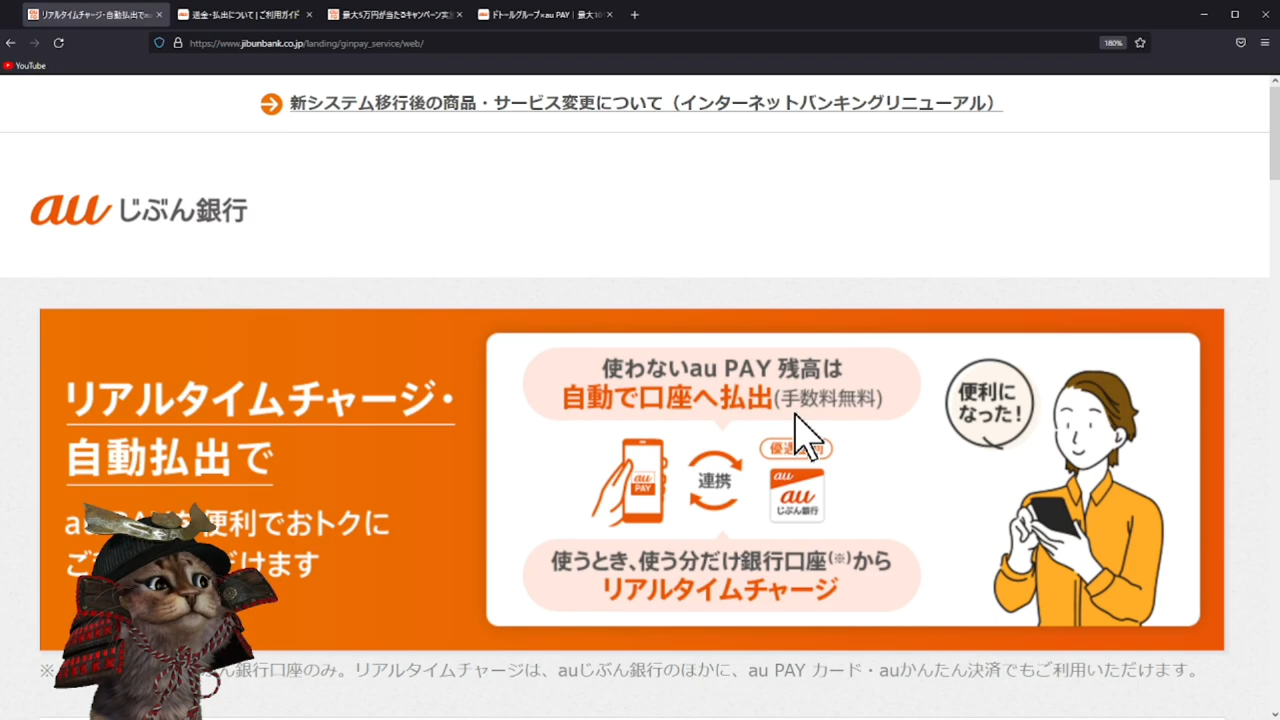 リアルタイムチャージ・自動払出でau
送金・払出について | ご利用ガイド
最大5万円が当たるキャンペーン実
ドトールグループ×au PAY | 最大10
https://www.jibunbank.co.jp/landing/ginpay_service/web/
180%
YouTube
新システム移行後の商品・サービス変更について（インターネットバンキングリニューアル）
au じぶん銀行
リアルタイムチャージ・
自動払出で
au を便利でおトクに
ご けます
使わないau PAY 残高は
自動で口座へ払出(手数料無料)
au PAY
連携
優遇
au
au
じぶん銀行
使うとき、使う分だけ銀行口座(※)から
リアルタイムチャージ
便利に
なった!
※ ん銀行口座のみ。リアルタイムチャージは、auじぶん銀行のほかに、au PAY カード・auかんたん決済でもご利用いただけます。